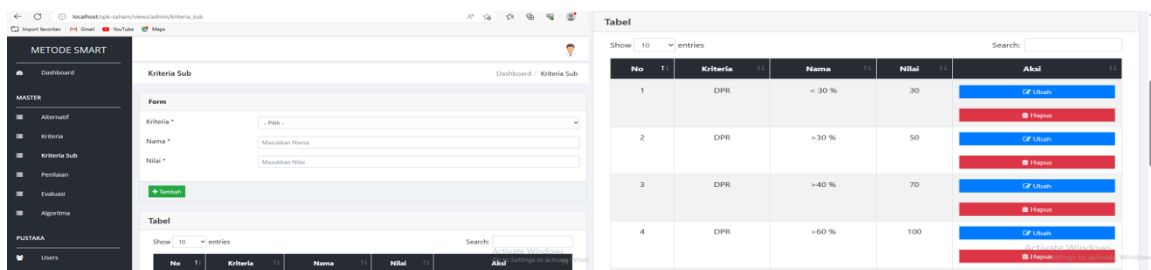 localhost/spk-saham/views/admin/kriteria_sub
Import favorites Gmail YouTube Maps
METODE SMART
Dashboard
MASTER
Alternatif
Kriteria
Kriteria Sub
Penilaian
Evaluasi
Algoritma
PUSTAKA
Users
Kriteria Sub
Dashboard / Kriteria Sub
Form
Kriteria *
- Pilih -
Nama *
Masukkan Nama
Nilai *
Masukkan Nilai
+ Tambah
Tabel
Show 10 entries Search:
No Kriteria Nama Nilai Aksi
Activate Windows
Tabel
Show 10 entries Search:
No Kriteria Nama Nilai Aksi
1 DPR < 30 % 30 Ubah
Hapus
2 DPR >30 % 50 Ubah
Hapus
3 DPR >40 % 70 Ubah
Hapus
4 DPR >60 % 100 Ubah
Hapus
Activate Windows